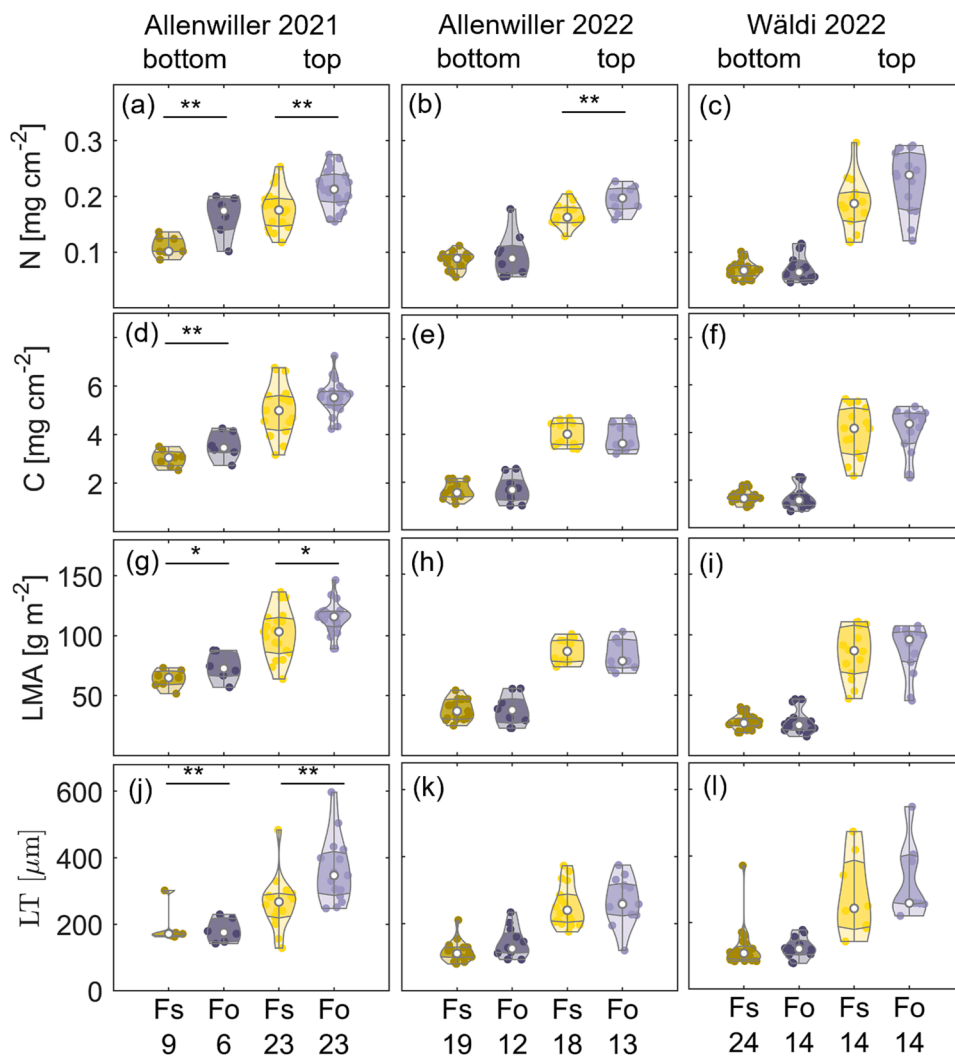 Allenwiller 2021 Allenwiller 2022 Wäldi 2022
bottom top bottom top bottom top
(a) ** ** (b) ** (c)
N [mg cm⁻²]
0.3
0.2
0.1
(d) ** (e) (f)
C [mg cm⁻²]
6
4
2
(g) * * (h) (i)
LMA [g m⁻²]
150
100
50
(j) ** ** (k) (l)
LT [μm]
600
400
200
0
Fs Fo Fs Fo Fs Fo Fs Fo Fs Fo Fs Fo
9 6 23 23 19 12 18 13 24 14 14 14